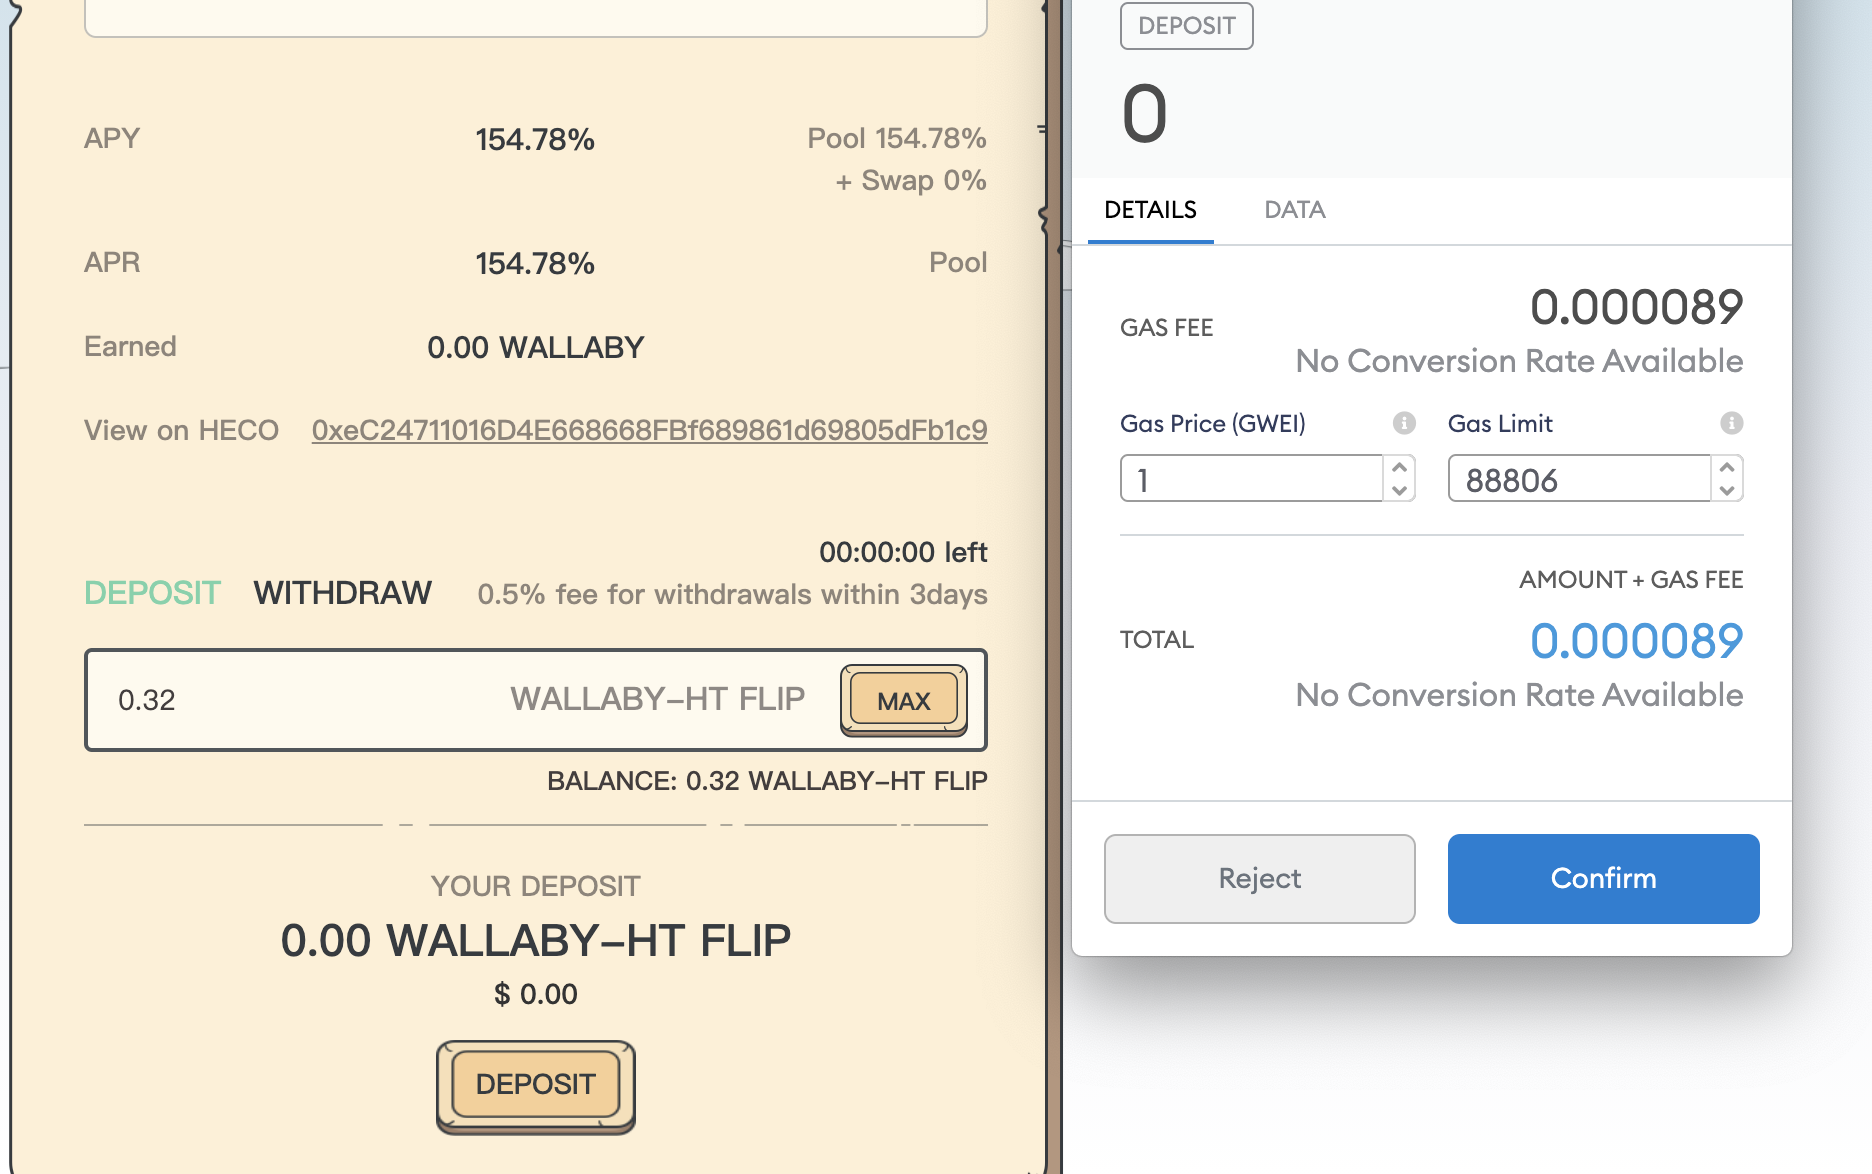 APY
154.78%
Pool 154.78%
+ Swap 0%
APR
154.78%
Pool
Earned
0.00 WALLABY
View on HECO
0xeC24711016D4E668668FBf689861d69805dFb1c9
00:00:00 left
DEPOSIT WITHDRAW
0.5% fee for withdrawals within 3days
0.32
WALLABY-HT FLIP
MAX
BALANCE: 0.32 WALLABY-HT FLIP
YOUR DEPOSIT
0.00 WALLABY-HT FLIP
$ 0.00
DEPOSIT
DEPOSIT
0
DETAILS
DATA
GAS FEE
0.000089
No Conversion Rate Available
Gas Price (GWEI)
Gas Limit
1
88806
AMOUNT + GAS FEE
TOTAL
0.000089
No Conversion Rate Available
Reject
Confirm